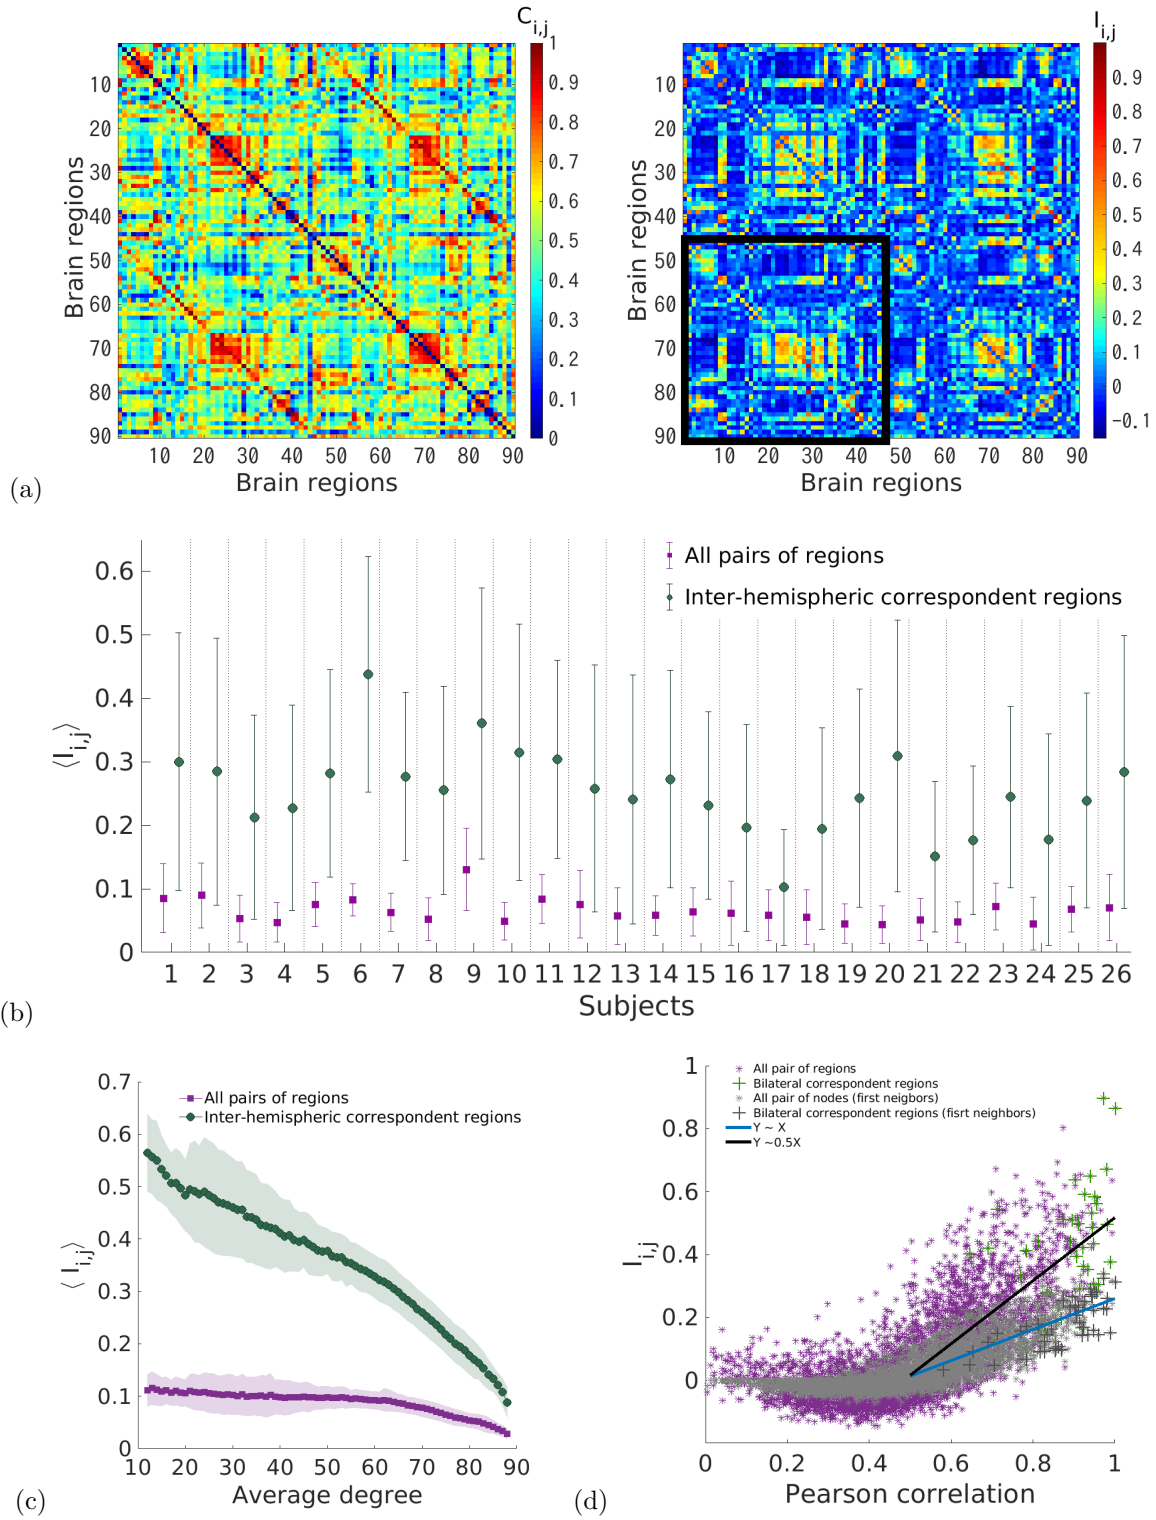 C i,j
I i,j
1
0.9
0.8
0.7
0.6
0.5
0.4
0.3
0.2
0.1
0
0.9
0.8
0.7
0.6
0.5
0.4
0.3
0.2
0.1
0
-0.1
10
20
30
40
50
60
70
80
90
Brain regions
10 20 30 40 50 60 70 80 90
Brain regions
10
20
30
40
50
60
70
80
90
Brain regions
10 20 30 40 50 60 70 80 90
Brain regions
(a)
All pairs of regions
Inter-hemispheric correspondent regions
0.6
0.5
0.4
0.3
0.2
0.1
0
⟨I i,j⟩
1 2 3 4 5 6 7 8 9 10 11 12 13 14 15 16 17 18 19 20 21 22 23 24 25 26
Subjects
(b)
All pairs of regions
Inter-hemispheric correspondent regions
0.7
0.6
0.5
0.4
0.3
0.2
0.1
0
⟨ I i,j⟩
10 20 30 40 50 60 70 80 90
Average degree
(c)
All pair of regions
Bilateral correspondent regions
All pair of nodes (first neigbors)
Bilateral correspondent regions (fisrt neighbors)
Y ~ X
Y ~0.5X
1
0.8
0.6
0.4
0.2
0
I i,j
0 0.2 0.4 0.6 0.8 1
Pearson correlation
(d)